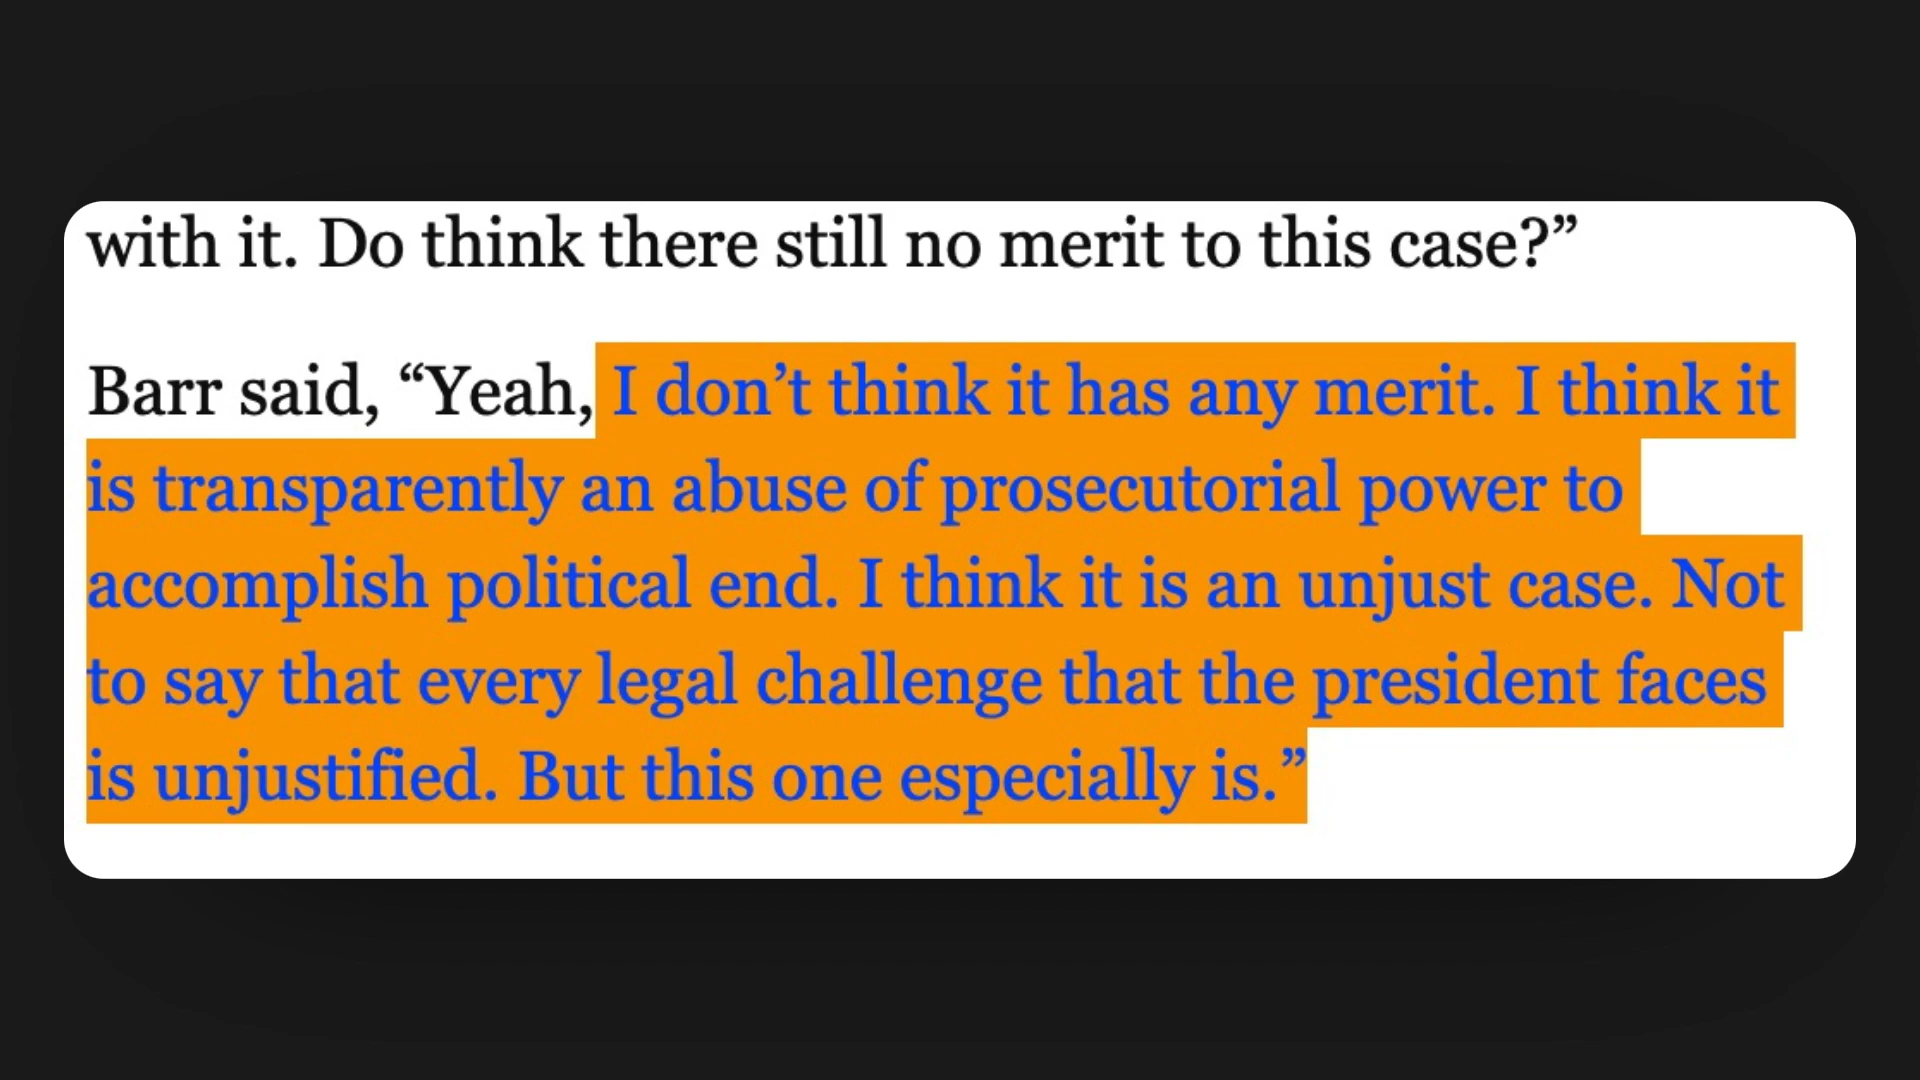 with it. Do think there still no merit to this case?”
Barr said, “Yeah, I don’t think it has any merit. I think it
is transparently an abuse of prosecutorial power to
accomplish political end. I think it is an unjust case. Not
to say that every legal challenge that the president faces
is unjustified. But this one especially is.”